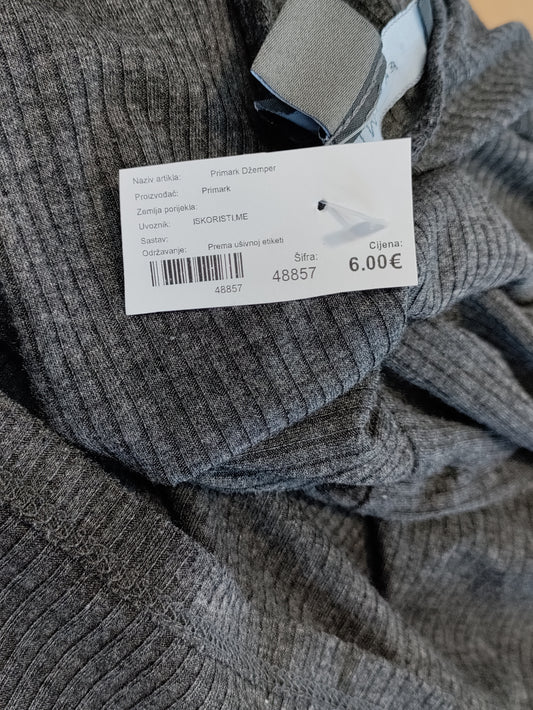 Naziv artikla: Primark Džemper
Proizvođač: Primark
Zemlja porijekla:
Uvoznik: ISKORISTI.ME
Sastav:
Održavanje: Prema ušivnoj etiketi
Šifra: Cijena:
48857 48857 6.00€